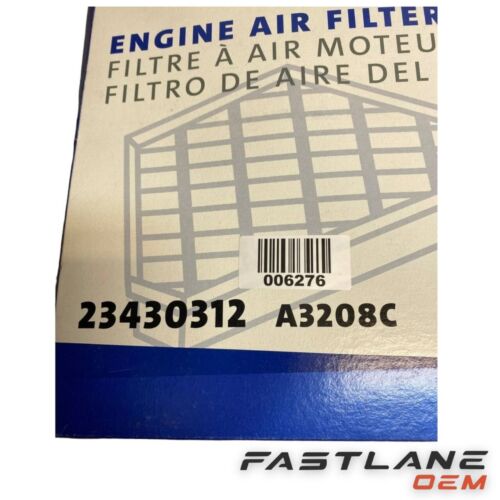 ENGINE AIR FILTER
FILTRE À AIR MOTEU
FILTRO DE AIRE DEL
006276
23430312 A3208C
FASTLANE
OEM